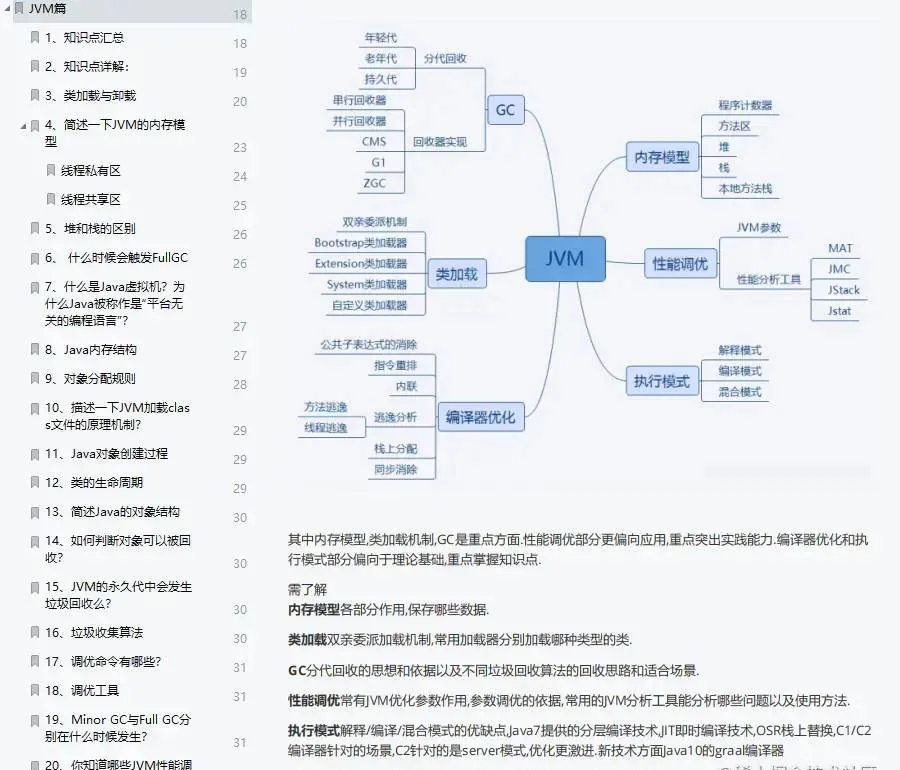 JVM篇 18
1、知识点汇总 18
2、知识点详解： 19
3、类加载与卸载 20
4、简述一下JVM的内存模
型 23
线程私有区 24
线程共享区 25
5、堆和栈的区别 26
6、 什么时候会触发FullGC 26
7、什么是Java虚拟机？为
什么Java被称作是“平台无
关的编程语言”？ 27
8、Java内存结构 27
9、对象分配规则 28
10、描述一下JVM加载clas
s文件的原理机制？ 29
11、Java对象创建过程 29
12、类的生命周期 29
13、简述Java的对象结构 30
14、如何判断对象可以被回
收？ 30
15、JVM的永久代中会发生
垃圾回收么？ 30
16、垃圾收集算法 30
17、调优命令有哪些？ 31
18、调优工具 31
19、Minor GC与Full GC分
别在什么时候发生？ 31
20、你知道哪些JVM性能调
年轻代
老年代
持久代
分代回收
串行回收器
并行回收器
CMS
G1
ZGC
回收器实现
GC
双亲委派机制
Bootstrap类加载器
Extension类加载器
System类加载器
自定义类加载器
类加载
公共子表达式的消除
指令重排
内联
方法逃逸
线程逃逸
逃逸分析
栈上分配
同步消除
编译器优化
JVM
内存模型
程序计数器
方法区
堆
栈
本地方法栈
性能调优
JVM参数
性能分析工具
MAT
JMC
JStack
Jstat
执行模式
解释模式
编译模式
混合模式
其中内存模型,类加载机制,GC是重点方面.性能调优部分更偏向应用,重点突出实践能力.编译器优化和执
行模式部分偏向于理论基础,重点掌握知识点.
需了解
内存模型各部分作用,保存哪些数据.
类加载双亲委派加载机制,常用加载器分别加载哪种类型的类.
GC分代回收的思想和依据以及不同垃圾回收算法的回收思路和适合场景.
性能调优常有JVM优化参数作用,参数调优的依据,常用的JVM分析工具能分析哪些问题以及使用方法.
执行模式解释/编译/混合模式的优缺点,Java7提供的分层编译技术,JIT即时编译技术,OSR栈上替换,C1/C2
编译器针对的场景,C2针对的是server模式,优化更激进.新技术方面Java10的graal编译器